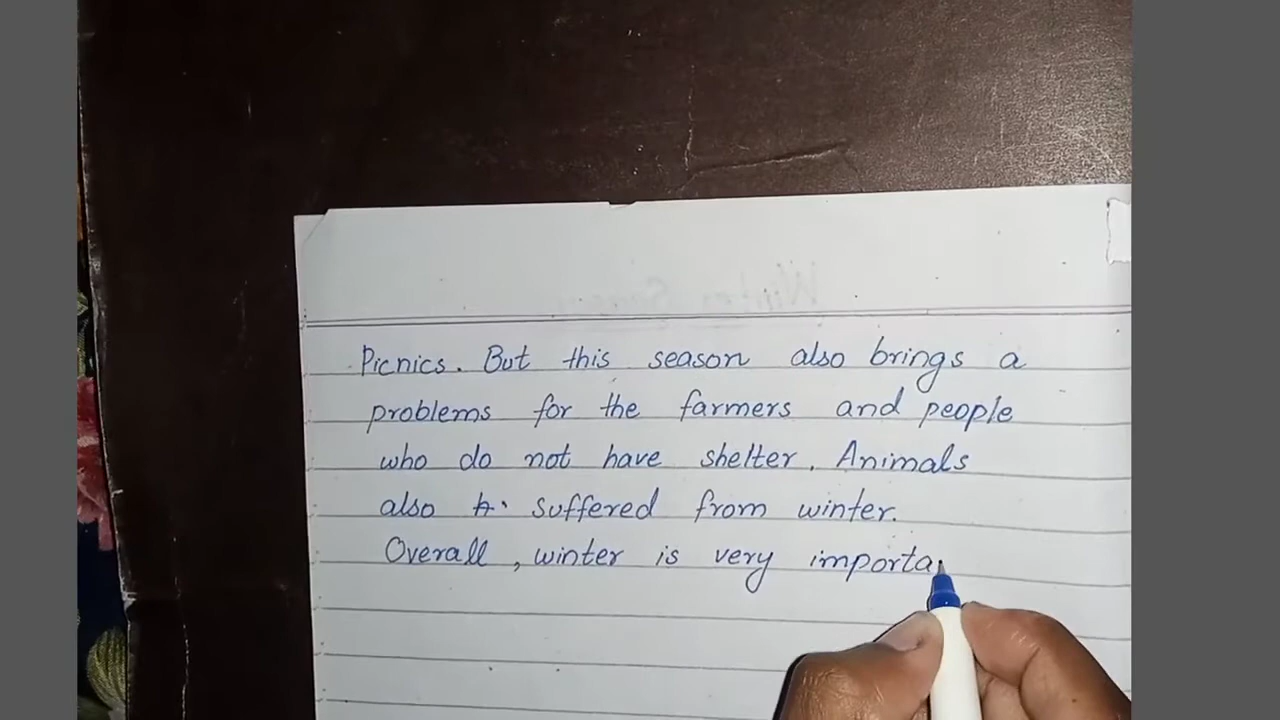 Picnics. But this season also brings a
problems for the farmers and people
who do not have shelter. Animals
also suffered from winter.
Overall, winter is very importa